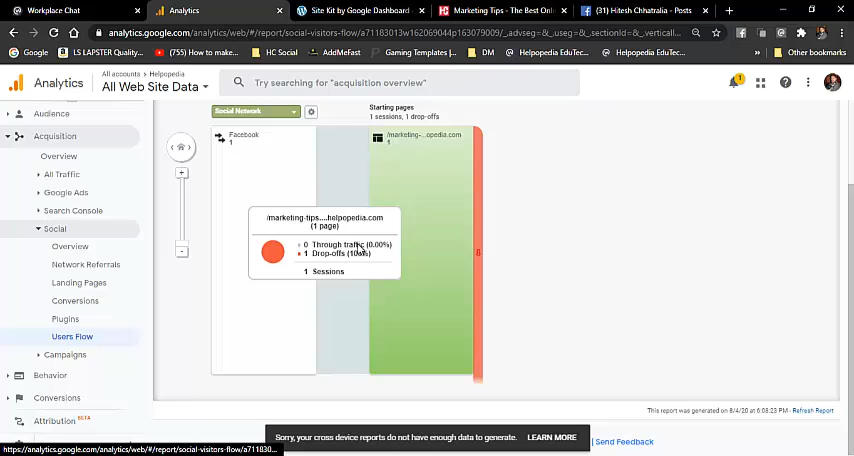 Workplace Chat
Analytics
Site Kit by Google Dashboard
Marketing Tips - The Best Onl
(31) Hitesh Chhatralia - Posts
analytics.google.com/analytics/web/#/report/social-visitors-flow/a71183013w162069044p163079009/_.advseg=&_.useg=&_.sectionId=&_.verticall...
Google
LS LAPSTER Quality...
(755) How to make...
HC Social
AddMeFast
Gaming Templates |...
DM
Helpopedia EduTec...
Helpopedia EduTec...
»
Other bookmarks
Analytics
All accounts > Helpopedia
All Web Site Data
Try searching for "acquisition overview"
1
Audience
Acquisition
Overview
All Traffic
Google Ads
Search Console
Social
Overview
Network Referrals
Landing Pages
Conversions
Plugins
Users Flow
Campaigns
Behavior
Conversions
Attribution BETA
Social Network
Starting pages
1 sessions, 1 drop-offs
Facebook
1
/marketing-...opedia.com
1
/marketing-tips....helpopedia.com
(1 page)
0 Through traffic (0.00%)
1 Drop-offs (100%)
1 Sessions
This report was generated on 8/4/20 at 6:08:23 PM - Refresh Report
Sorry, your cross device reports do not have enough data to generate. LEARN MORE
| Send Feedback
https://analytics.google.com/analytics/web/#/report/social-visitors-flow/a711830...